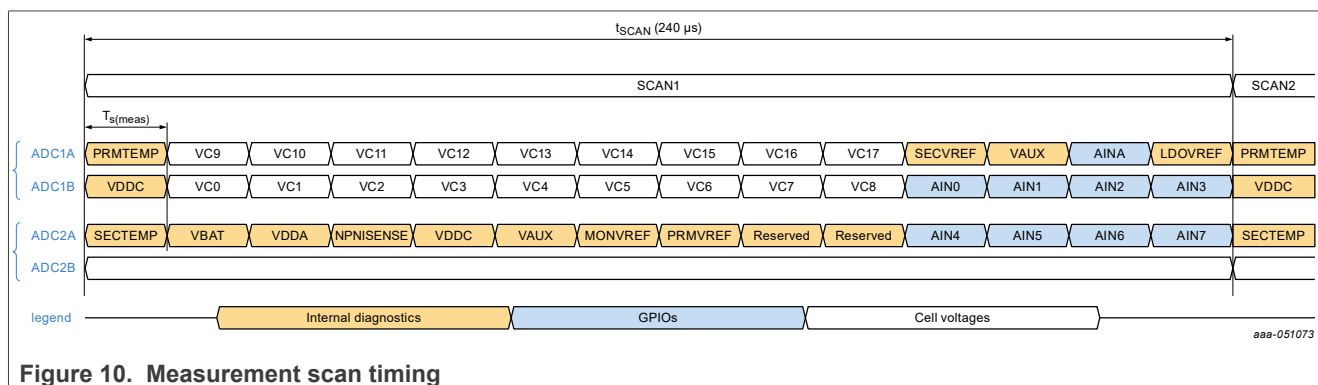 tSCAN (240 µs)
SCAN1 SCAN2
Ts(meas)
ADC1A PRMTEMP VC9 VC10 VC11 VC12 VC13 VC14 VC15 VC16 VC17 SECVREF VAUX AINA LDOVREF PRMTEMP
ADC1B VDDC VC0 VC1 VC2 VC3 VC4 VC5 VC6 VC7 VC8 AIN0 AIN1 AIN2 AIN3 VDDC
ADC2A SECTEMP VBAT VDDA NPNISENSE VDDC VAUX MONVREF PRMVREF Reserved Reserved AIN4 AIN5 AIN6 AIN7 SECTEMP
ADC2B
legend Internal diagnostics GPIOs Cell voltages
aaa-051073
Figure 10. Measurement scan timing